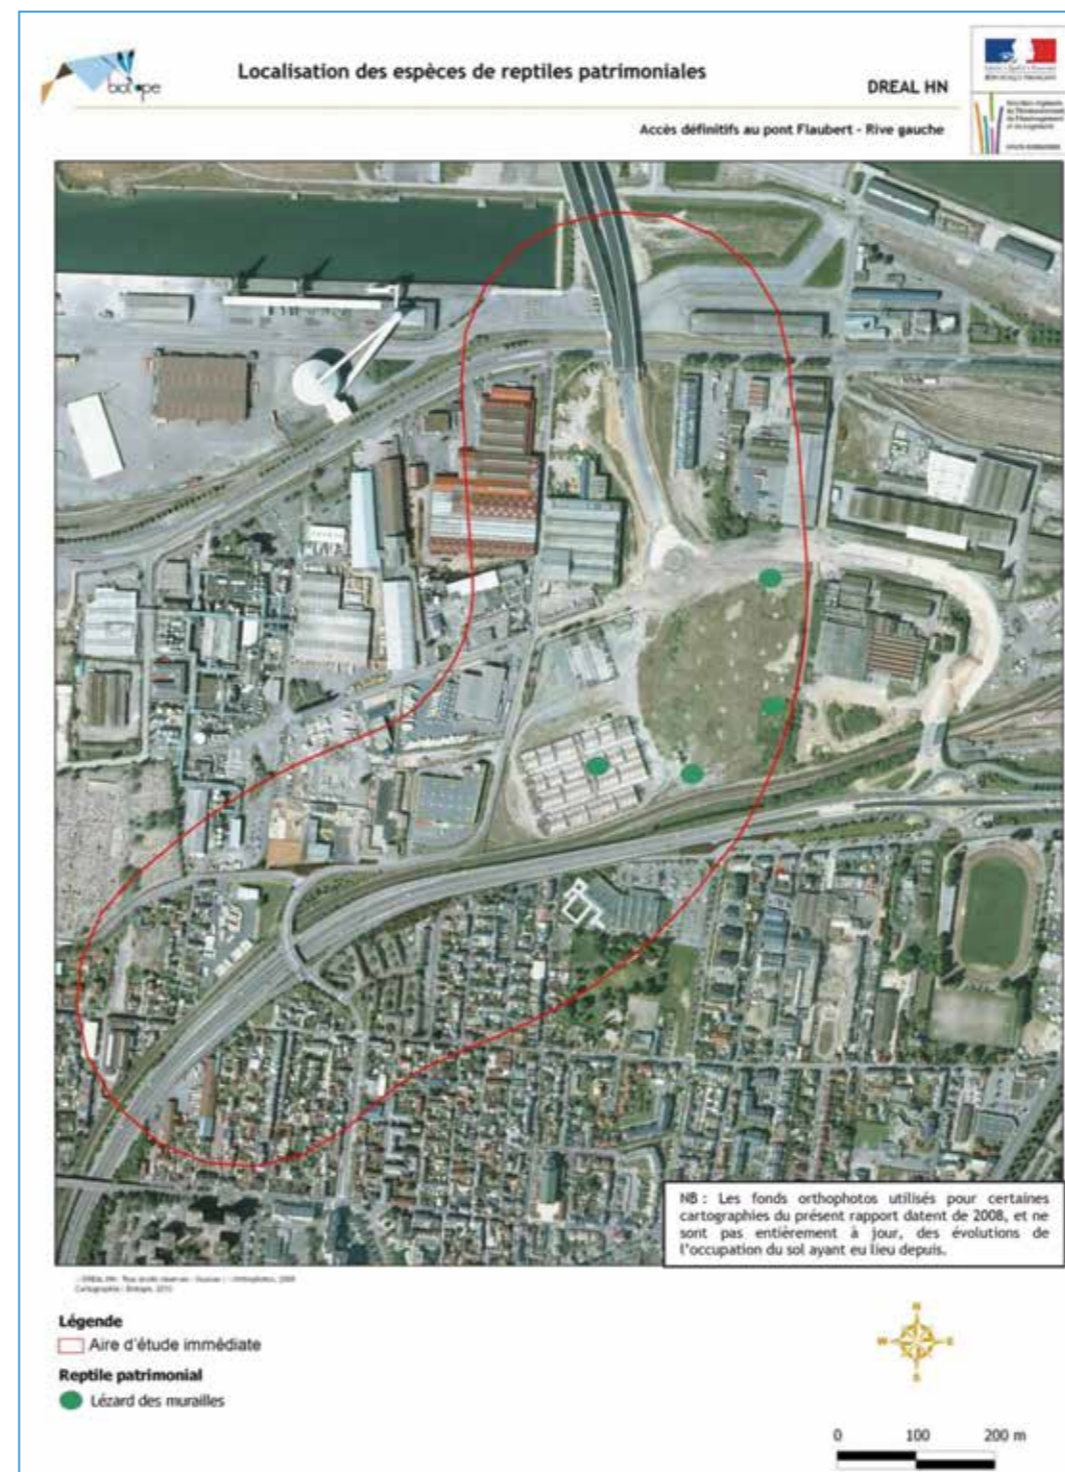 biotope
Localisation des espèces de reptiles patrimoniales
DREAL HN
Accès définitifs au pont Flaubert - Rive gauche
NB : Les fonds orthophotos utilisés pour certaines
cartographies du présent rapport datent de 2008, et ne
sont pas entièrement à jour, des évolutions de
l'occupation du sol ayant eu lieu depuis.
Légende
Aire d'étude immédiate
Reptile patrimonial
Lézard des murailles
N
W E
S
0 100 200 m